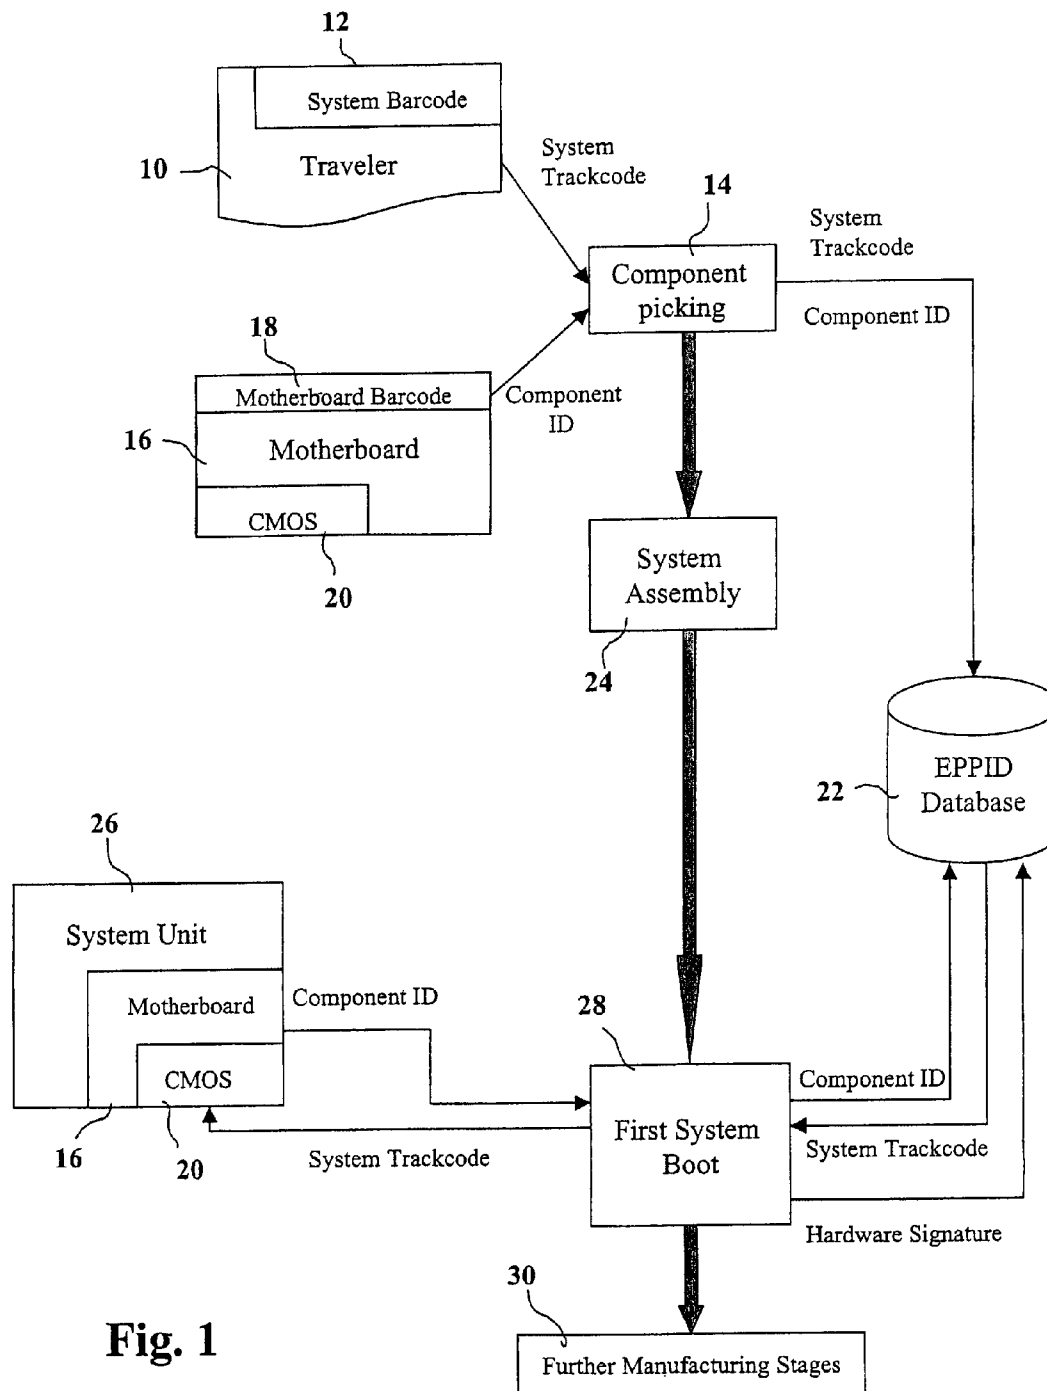 12
System Barcode
10
Traveler
System
Trackcode
14
System
Trackcode
Component
picking
Component ID
18
Motherboard Barcode
Component
ID
16
Motherboard
CMOS
20
System
Assembly
24
EPPID
Database
22
26
System Unit
Motherboard
Component ID
28
CMOS
Component ID
First System
Boot
16
20
System Trackcode
System Trackcode
Hardware Signature
30
Fig. 1
Further Manufacturing Stages